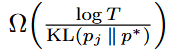 Ω( log T / KL(p_j ∥ p*) )